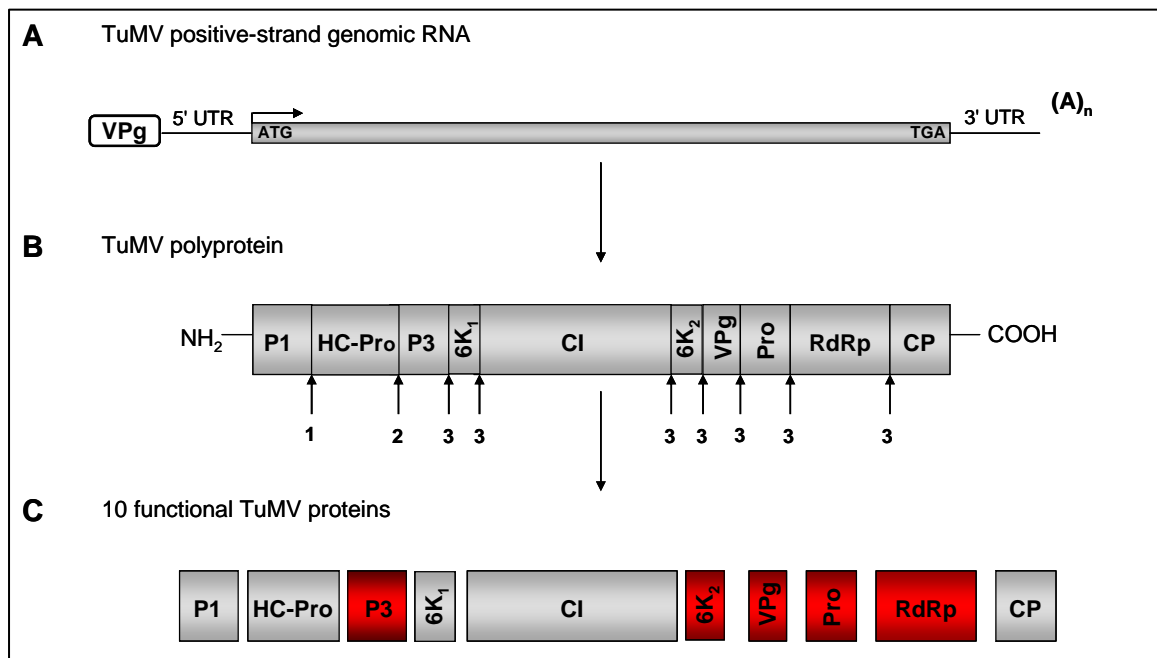 A TuMV positive-strand genomic RNA
VPg 5' UTR ATG TGA 3' UTR (A)n
B TuMV polyprotein
NH2 P1 HC-Pro P3 6K1 CI 6K2 VPg Pro RdRp CP COOH
1 2 3 3 3 3 3 3 3
C 10 functional TuMV proteins
P1 HC-Pro P3 6K1 CI 6K2 VPg Pro RdRp CP